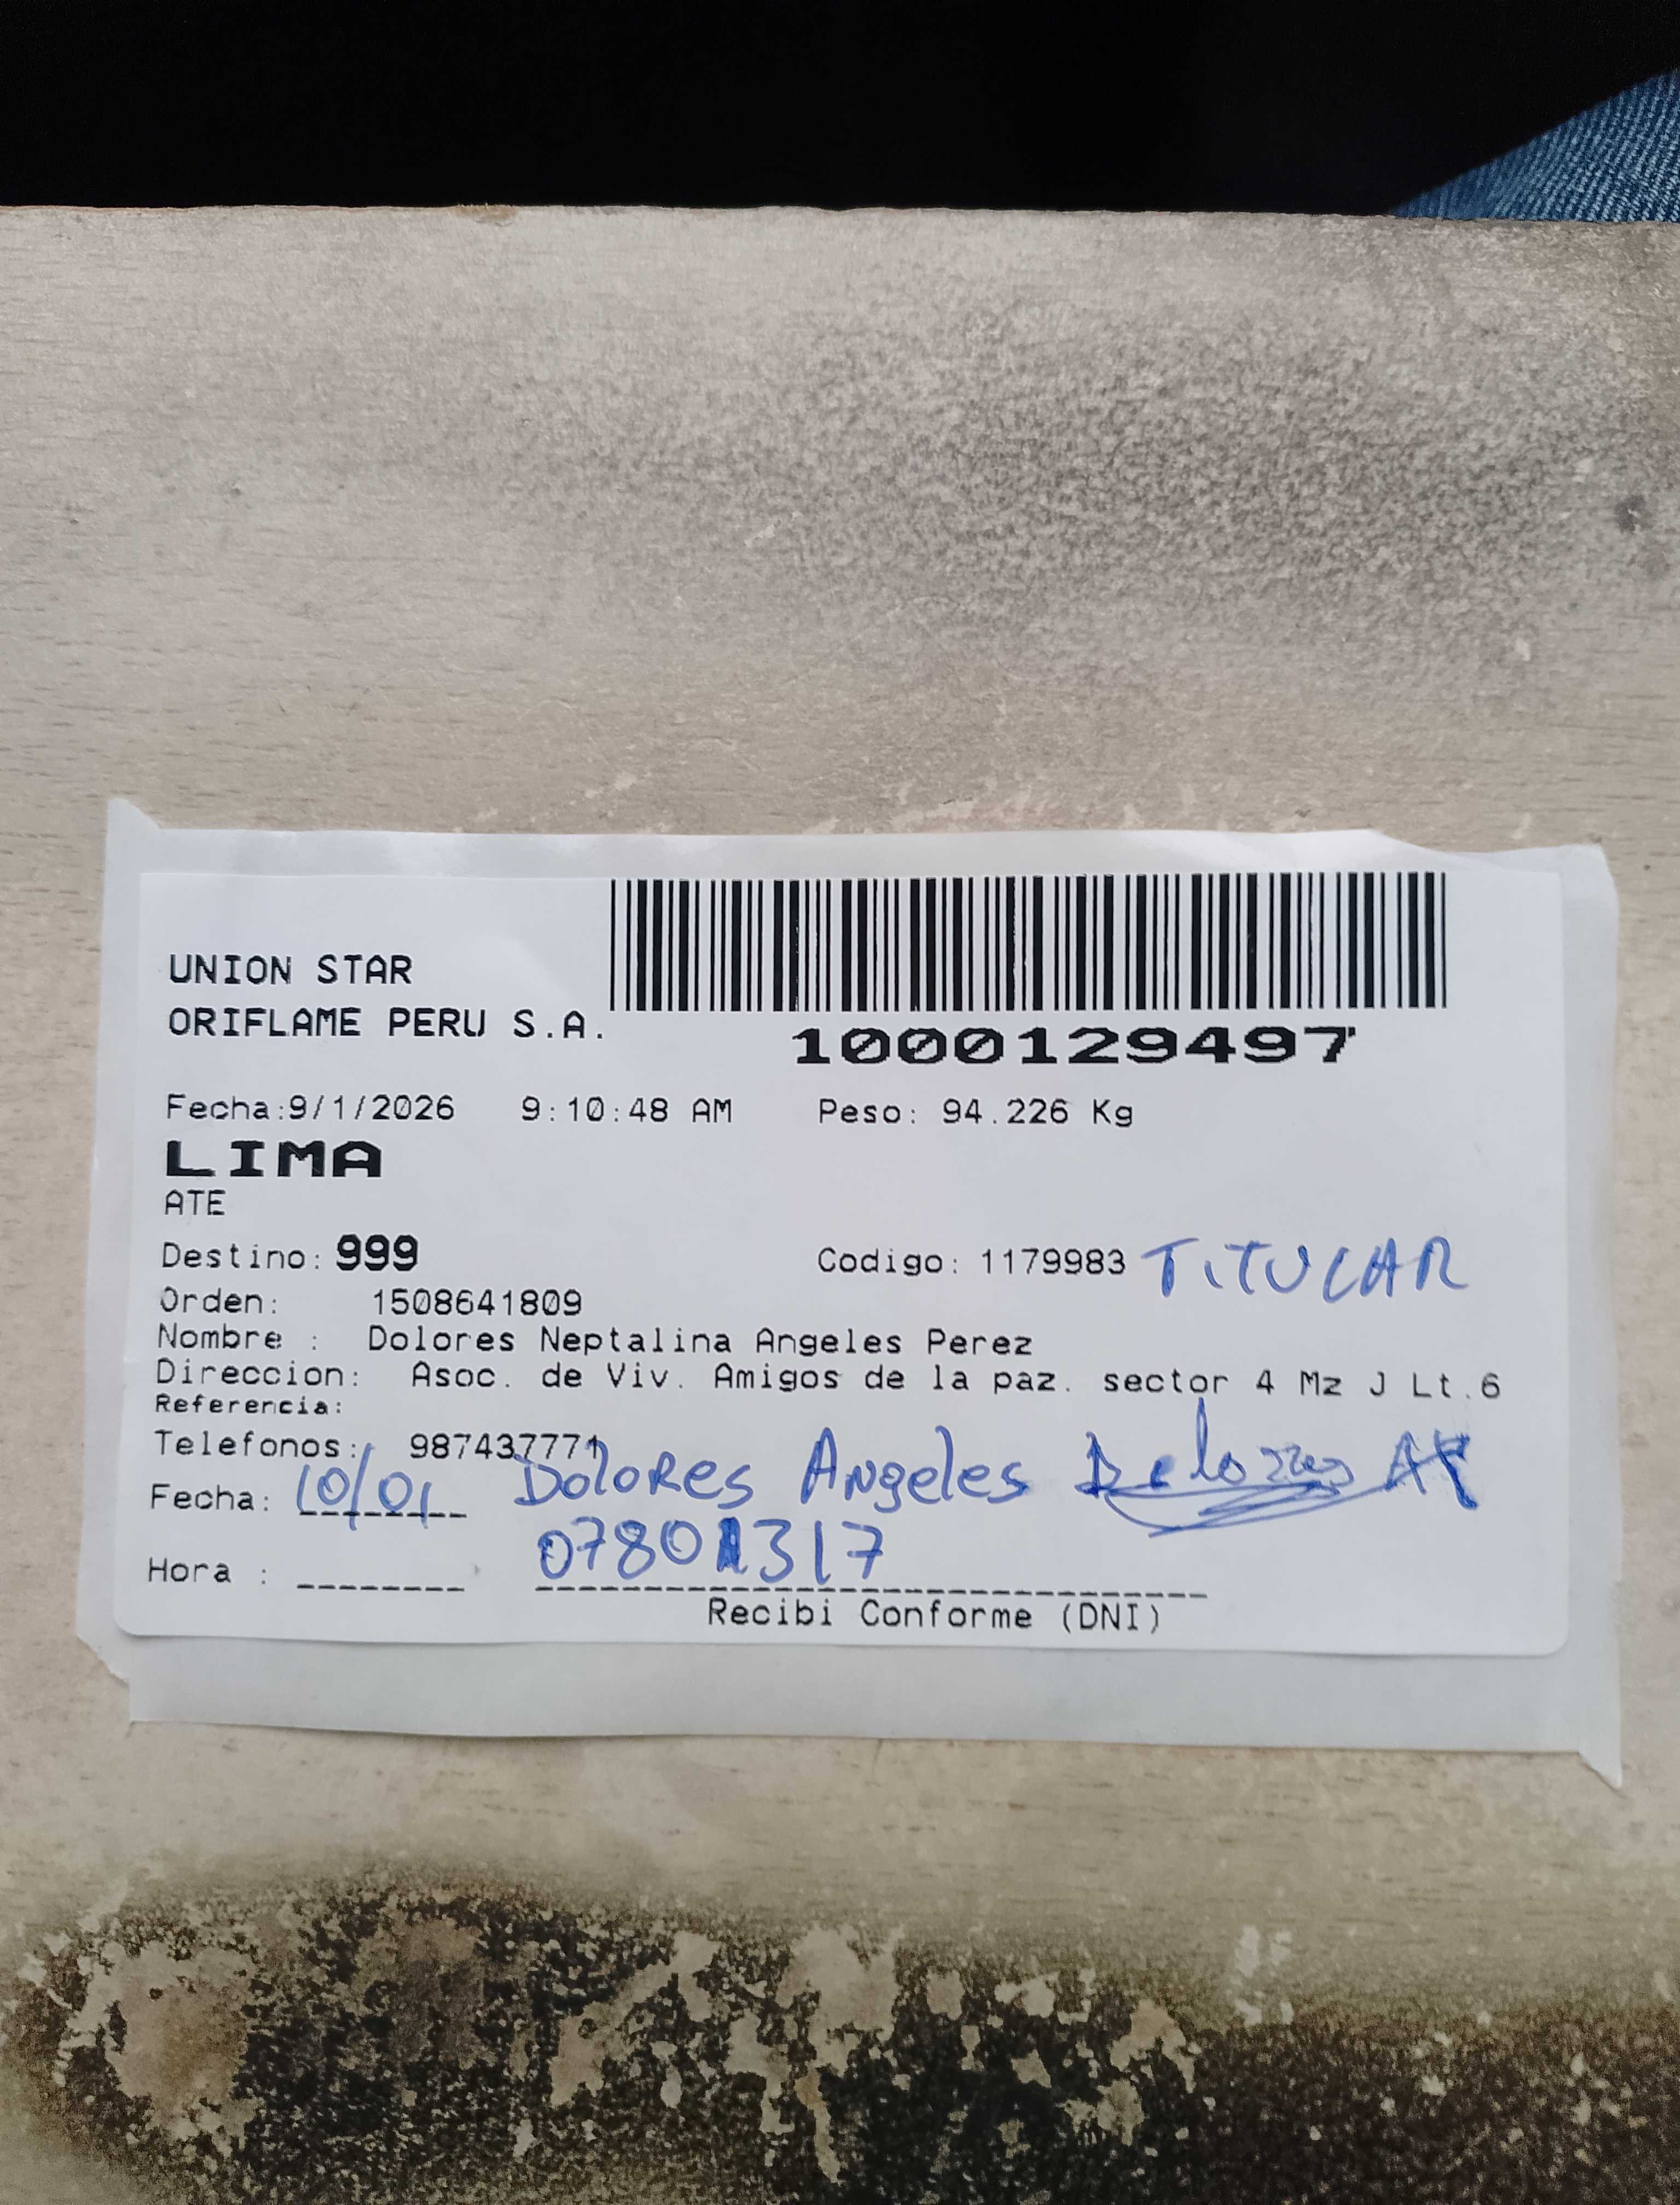 UNION STAR
ORIFLAME PERU S.A.
1000129497
Fecha:9/1/2026 9:10:48 AM Peso: 94.226 Kg
LIMA
ATE
Destino: 999 Codigo: 1179983 TITULAR
Orden: 1508641809
Nombre : Dolores Neptalina Angeles Perez
Direccion: Asoc. de Viv. Amigos de la paz. sector 4 Mz J Lt.6
Referencia:
Telefonos: 987437771
Fecha: 10/01 Dolores Angeles Dolores
07801317
Hora :
Recibi Conforme (DNI)